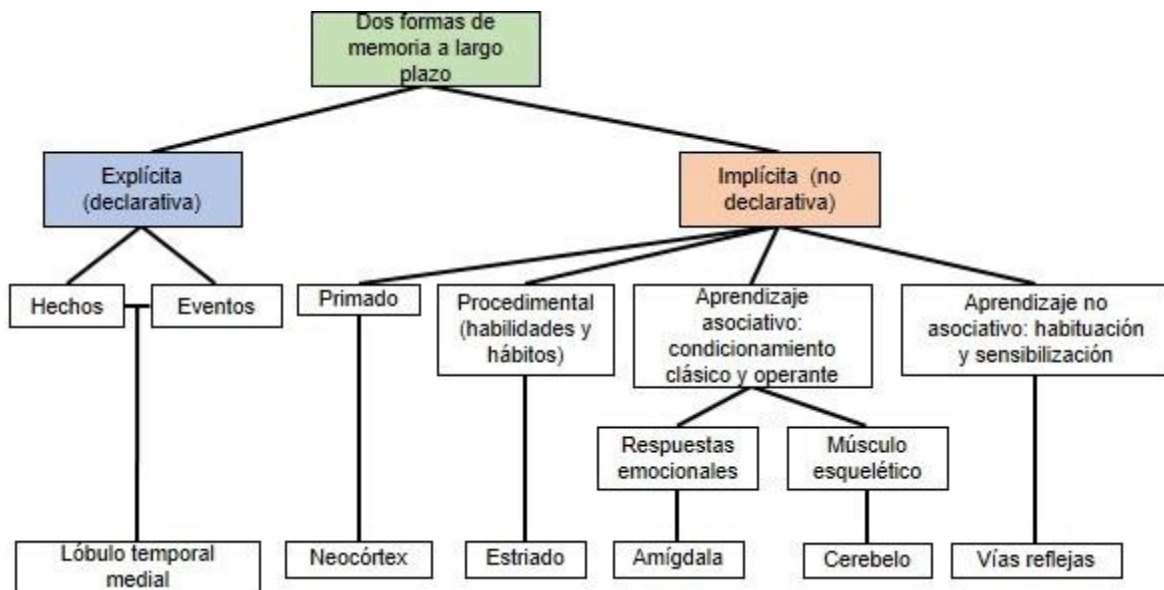 Dos formas de
memoria a largo
plazo
Explícita
(declarativa)
Implícita (no
declarativa)
Hechos
Eventos
Primado
Procedimental
(habilidades y
hábitos)
Aprendizaje
asociativo:
condicionamiento
clásico y operante
Aprendizaje no
asociativo: habituación
y sensibilización
Respuestas
emocionales
Músculo
esquelético
Lóbulo temporal
medial
Neocórtex
Estriado
Amígdala
Cerebelo
Vías reflejas